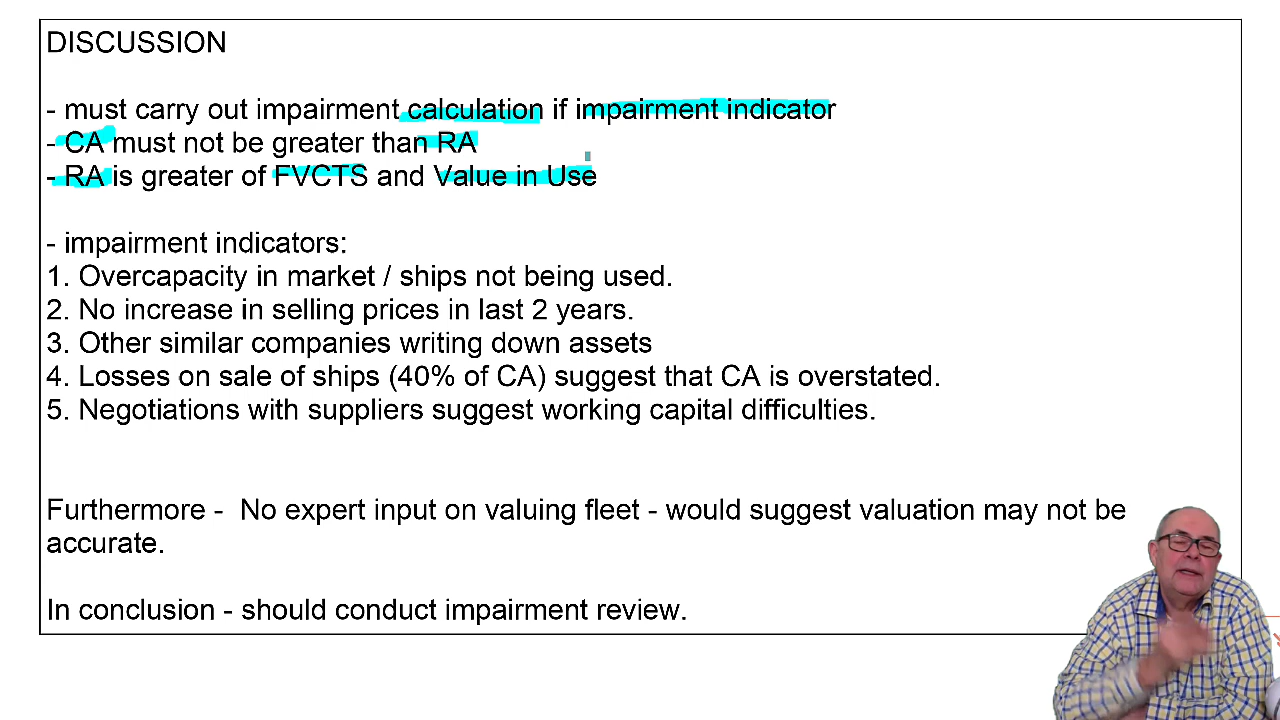 DISCUSSION
- must carry out impairment calculation if impairment indicator
- CA must not be greater than RA
- RA is greater of FVCTS and Value in Use
- impairment indicators:
1. Overcapacity in market / ships not being used.
2. No increase in selling prices in last 2 years.
3. Other similar companies writing down assets
4. Losses on sale of ships (40% of CA) suggest that CA is overstated.
5. Negotiations with suppliers suggest working capital difficulties.
Furthermore -  No expert input on valuing fleet - would suggest valuation may not be
accurate.
In conclusion - should conduct impairment review.